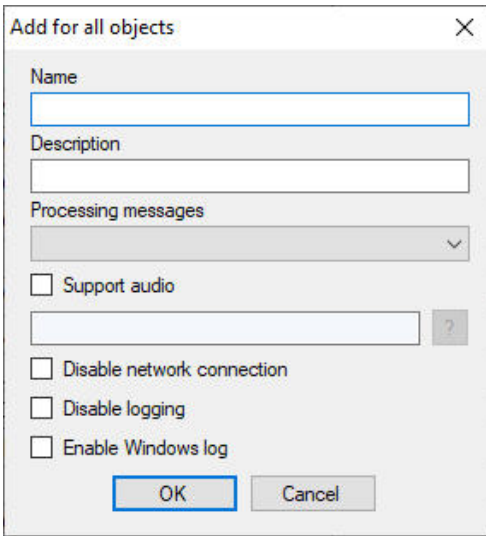 Add for all objects
Name
Description
Processing messages
Support audio
?
Disable network connection
Disable logging
Enable Windows log
OK Cancel